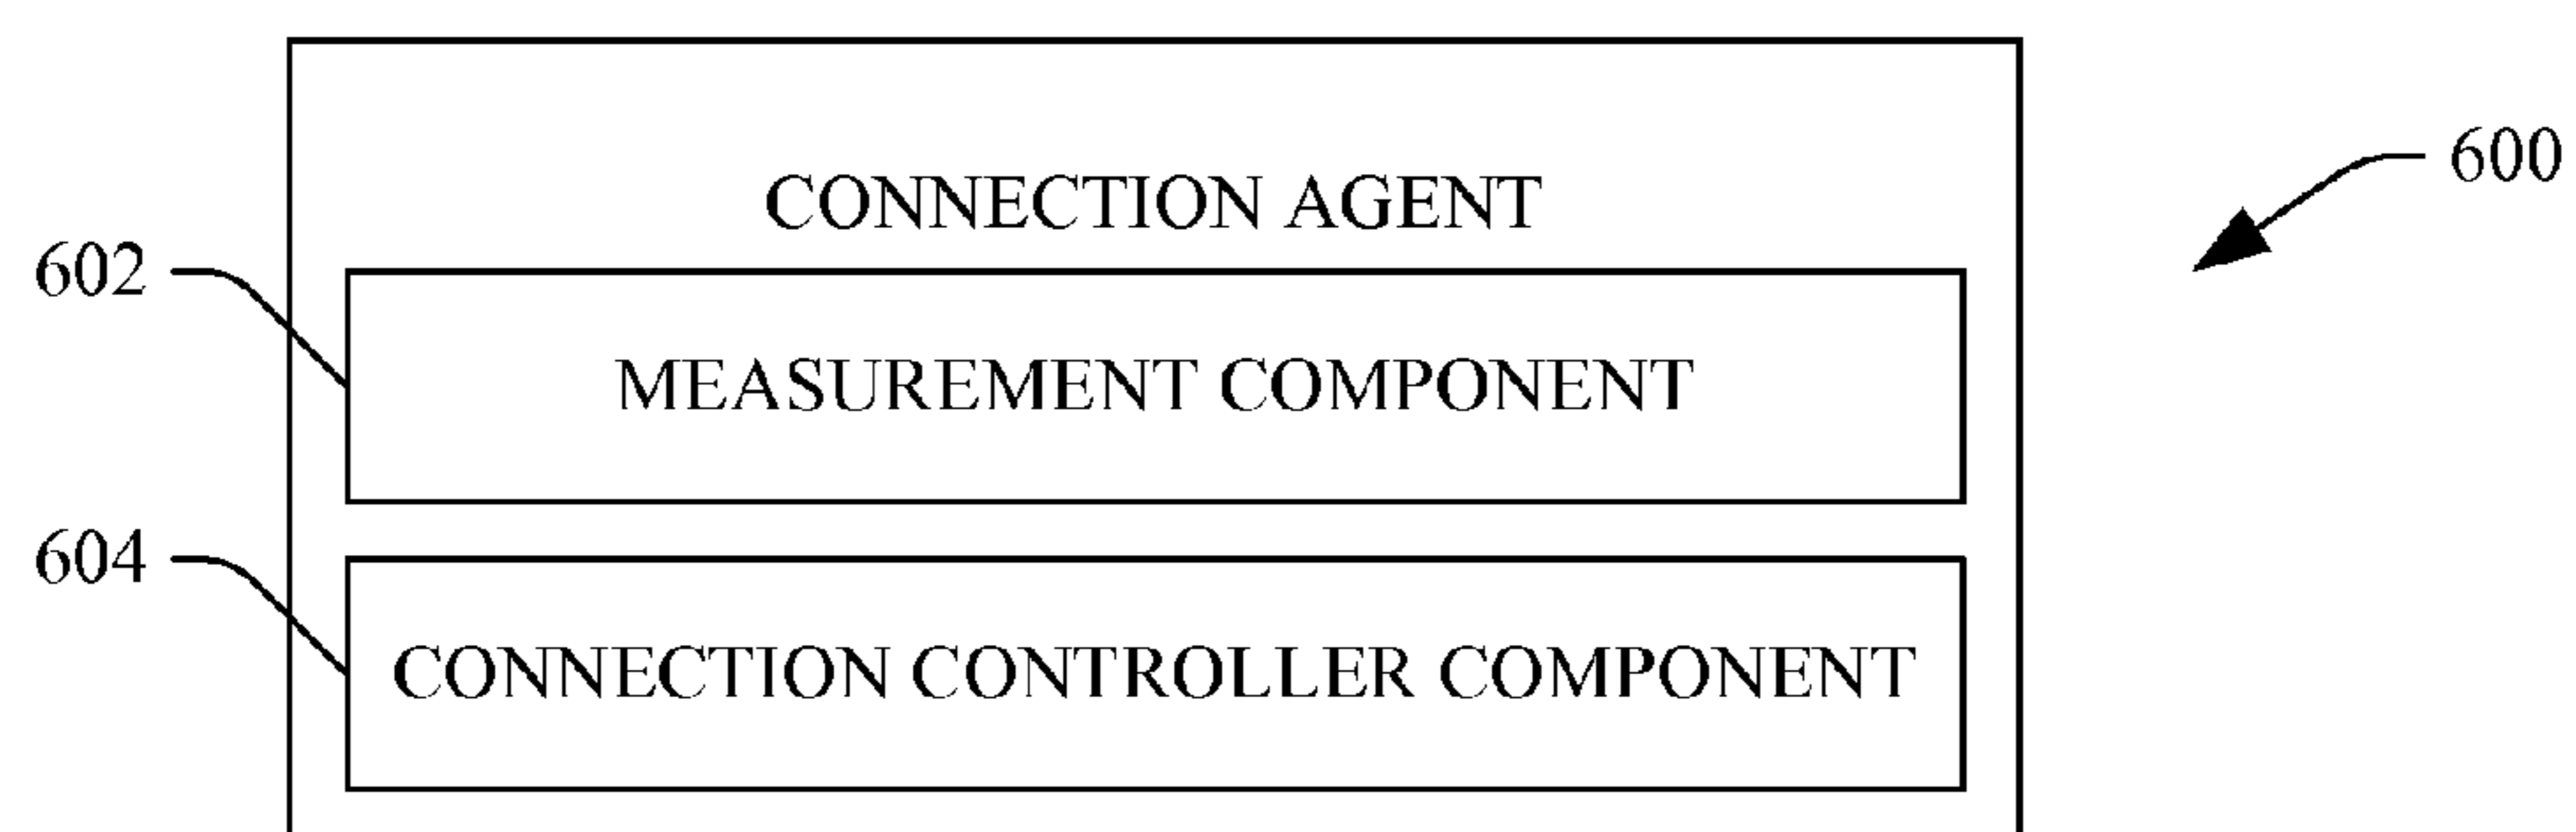 600
CONNECTION AGENT
602
MEASUREMENT COMPONENT
604
CONNECTION CONTROLLER COMPONENT